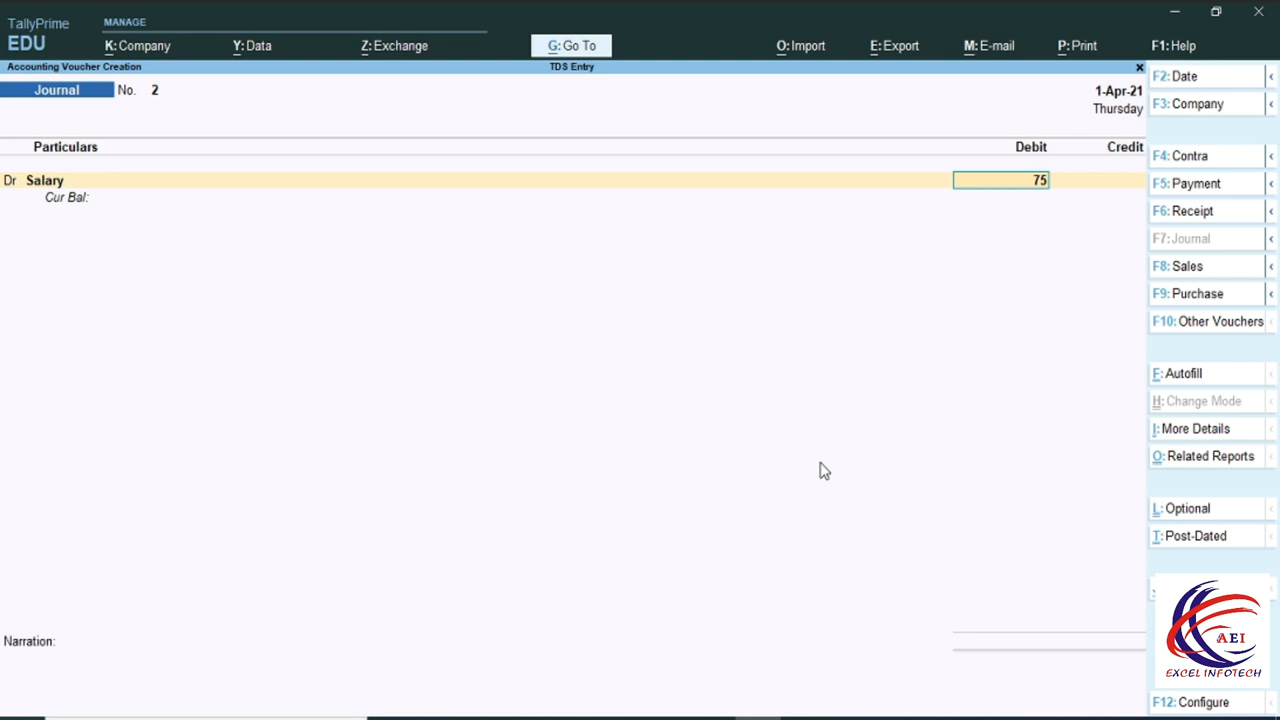 TallyPrime
EDU
MANAGE
K: Company
Y: Data
Z: Exchange
G: Go To
O: Import
E: Export
M: E-mail
P: Print
F1: Help
Accounting Voucher Creation
TDS Entry
Journal No. 2
1-Apr-21
Thursday
Particulars Debit Credit
Dr Salary 75
Cur Bal:
Narration:
F2: Date
F3: Company
F4: Contra
F5: Payment
F6: Receipt
F7: Journal
F8: Sales
F9: Purchase
F10: Other Vouchers
F: Autofill
H: Change Mode
I: More Details
O: Related Reports
L: Optional
T: Post-Dated
AEI
EXCEL INFOTECH
F12: Configure